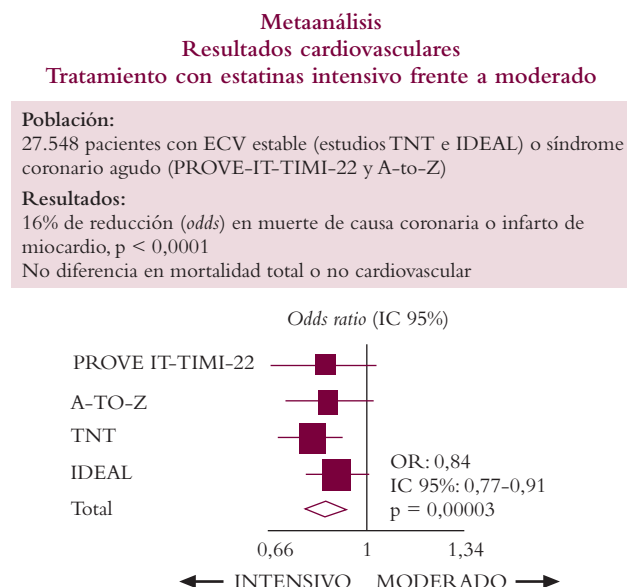 Metaanálisis
Resultados cardiovasculares
Tratamiento con estatinas intensivo frente a moderado
Población:
27.548 pacientes con ECV estable (estudios TNT e IDEAL) o síndrome
coronario agudo (PROVE-IT-TIMI-22 y A-to-Z)
Resultados:
16% de reducción (odds) en muerte de causa coronaria o infarto de
miocardio, p < 0,0001
No diferencia en mortalidad total o no cardiovascular
Odds ratio (IC 95%)
PROVE IT-TIMI-22
A-TO-Z
TNT
IDEAL
Total
OR: 0,84
IC 95%: 0,77-0,91
p = 0,00003
0,66 1 1,34
INTENSIVO MODERADO